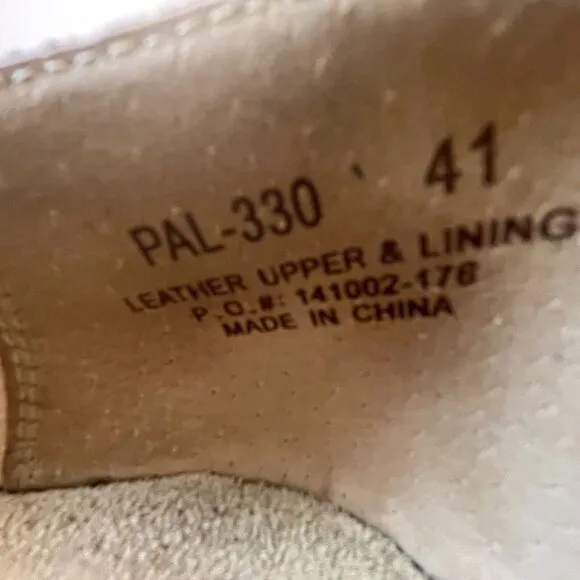 PAL-330 41
LEATHER UPPER & LINING
P.O.#: 141002-176
MADE IN CHINA